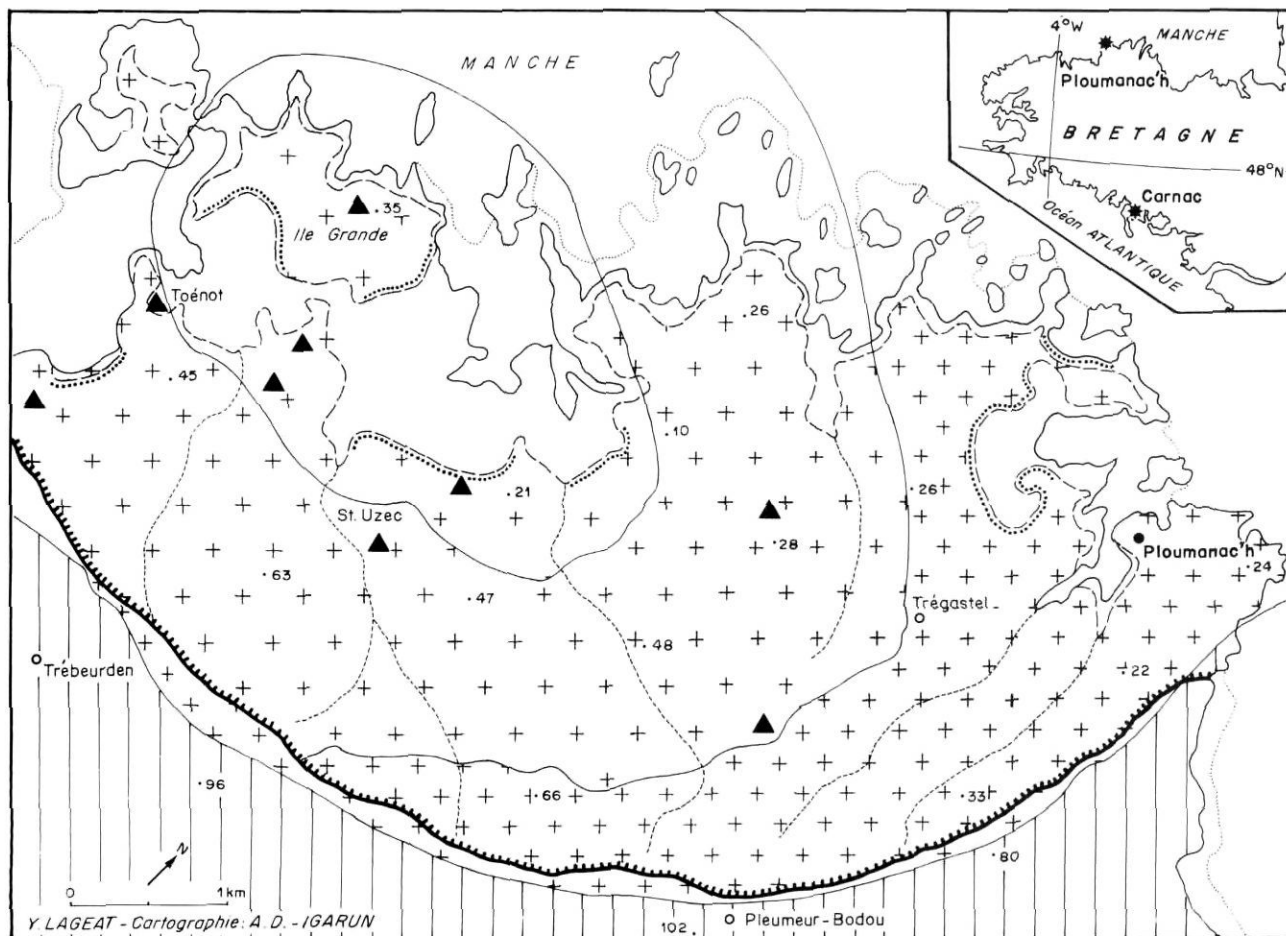 MANCHE
4°W
MANCHE
Ploumanac'h
BRETAGNE
48°N
Carnac
Océan ATLANTIQUE
.35
Ile Grande
Toénot
.45
.26
.10
.21
.26
St. Uzec
.28
Ploumanac'h
.24
.63
.47
Trégastel
.48
.22
Trébeurden
.96
.66
.33
.80
N
0 1km
Y. LAGEAT - Cartographie: A.D. - IGARUN
102.
Pleumeur-Bodou